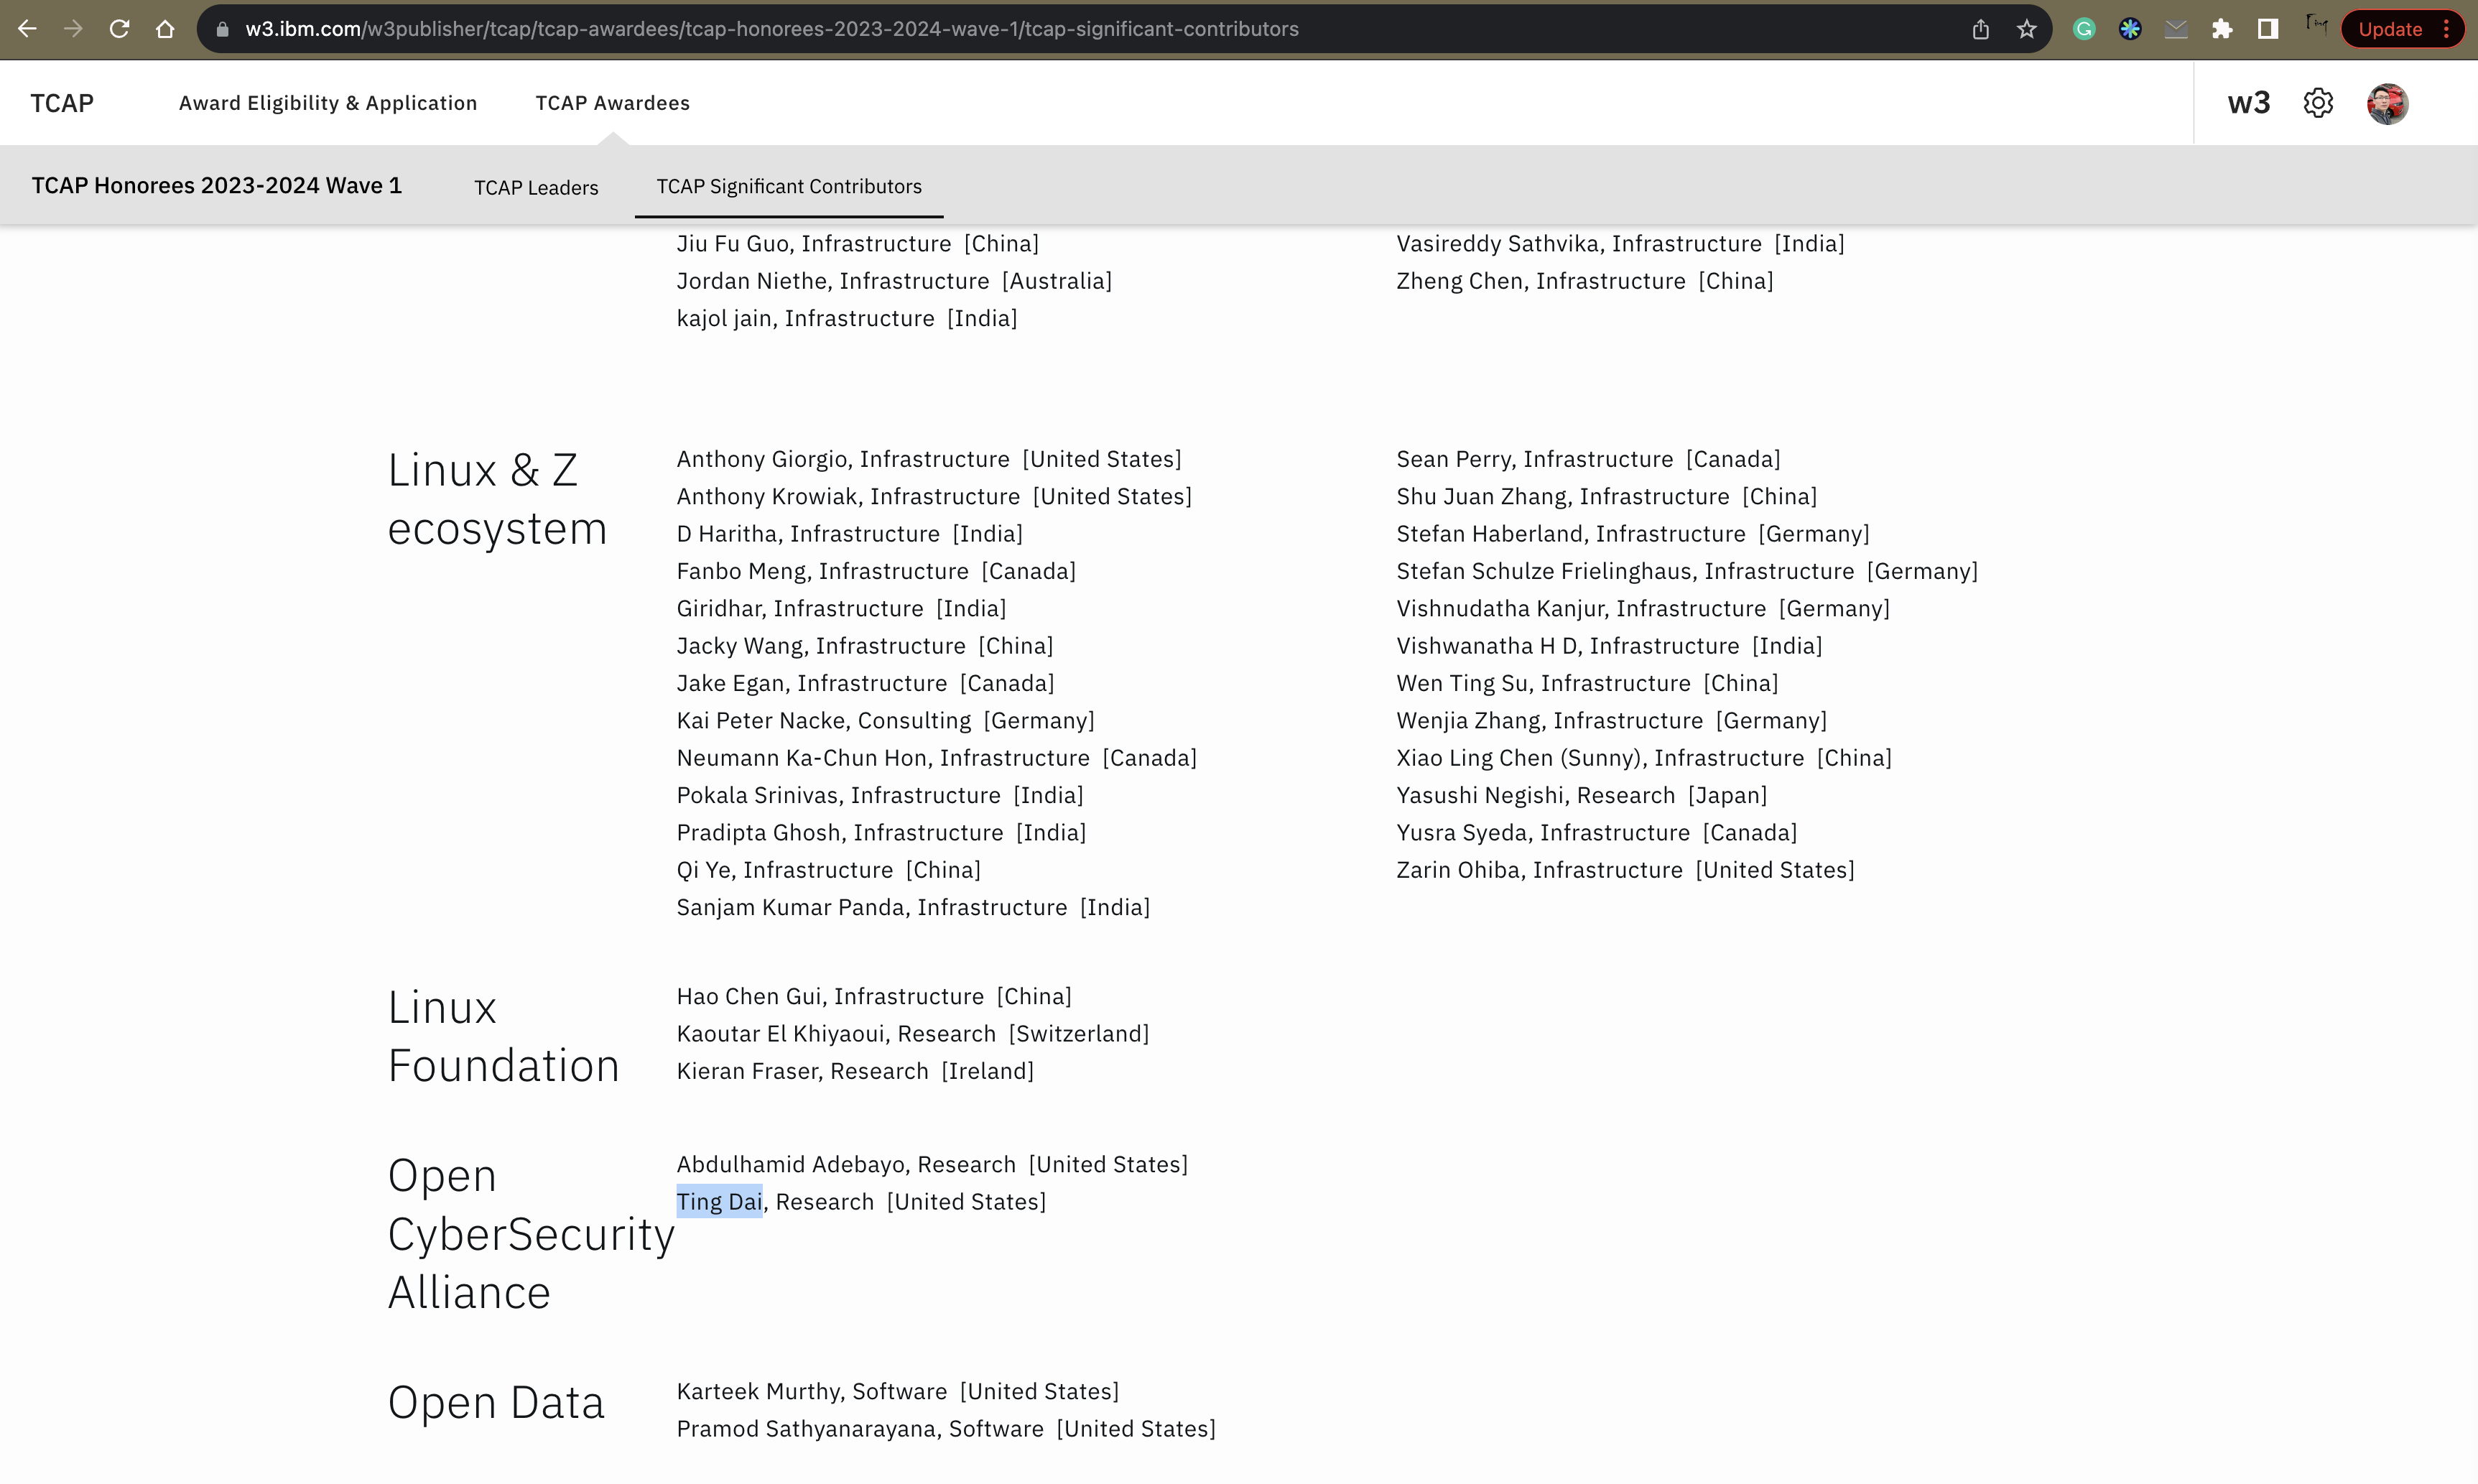 w3.ibm.com/w3publisher/tcap/tcap-awardees/tcap-honorees-2023-2024-wave-1/tcap-significant-contributors
Update
TCAP
Award Eligibility & Application
TCAP Awardees
w3
TCAP Honorees 2023-2024 Wave 1
TCAP Leaders
TCAP Significant Contributors
Jiu Fu Guo, Infrastructure [China]
Jordan Niethe, Infrastructure [Australia]
kajol jain, Infrastructure [India]
Vasireddy Sathvika, Infrastructure [India]
Zheng Chen, Infrastructure [China]
Linux & Z
ecosystem
Anthony Giorgio, Infrastructure [United States]
Anthony Krowiak, Infrastructure [United States]
D Haritha, Infrastructure [India]
Fanbo Meng, Infrastructure [Canada]
Giridhar, Infrastructure [India]
Jacky Wang, Infrastructure [China]
Jake Egan, Infrastructure [Canada]
Kai Peter Nacke, Consulting [Germany]
Neumann Ka-Chun Hon, Infrastructure [Canada]
Pokala Srinivas, Infrastructure [India]
Pradipta Ghosh, Infrastructure [India]
Qi Ye, Infrastructure [China]
Sanjam Kumar Panda, Infrastructure [India]
Sean Perry, Infrastructure [Canada]
Shu Juan Zhang, Infrastructure [China]
Stefan Haberland, Infrastructure [Germany]
Stefan Schulze Frielinghaus, Infrastructure [Germany]
Vishnudatha Kanjur, Infrastructure [Germany]
Vishwanatha H D, Infrastructure [India]
Wen Ting Su, Infrastructure [China]
Wenjia Zhang, Infrastructure [Germany]
Xiao Ling Chen (Sunny), Infrastructure [China]
Yasushi Negishi, Research [Japan]
Yusra Syeda, Infrastructure [Canada]
Zarin Ohiba, Infrastructure [United States]
Linux
Foundation
Hao Chen Gui, Infrastructure [China]
Kaoutar El Khiyaoui, Research [Switzerland]
Kieran Fraser, Research [Ireland]
Open
CyberSecurity
Alliance
Abdulhamid Adebayo, Research [United States]
Ting Dai, Research [United States]
Open Data
Karteek Murthy, Software [United States]
Pramod Sathyanarayana, Software [United States]